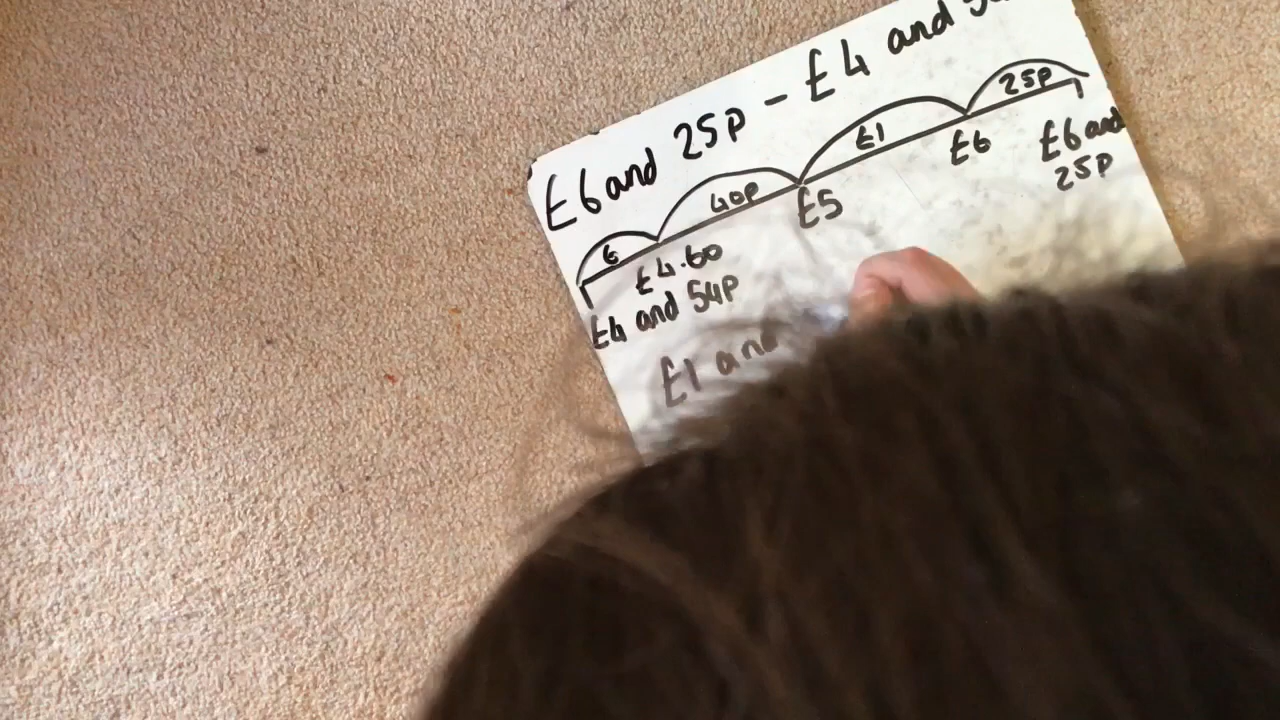 £6 and 25p - £4 and
6 40p £1 25p
£4.60 £5 £6 £6 and
25p
£4 and 54p
£1 and